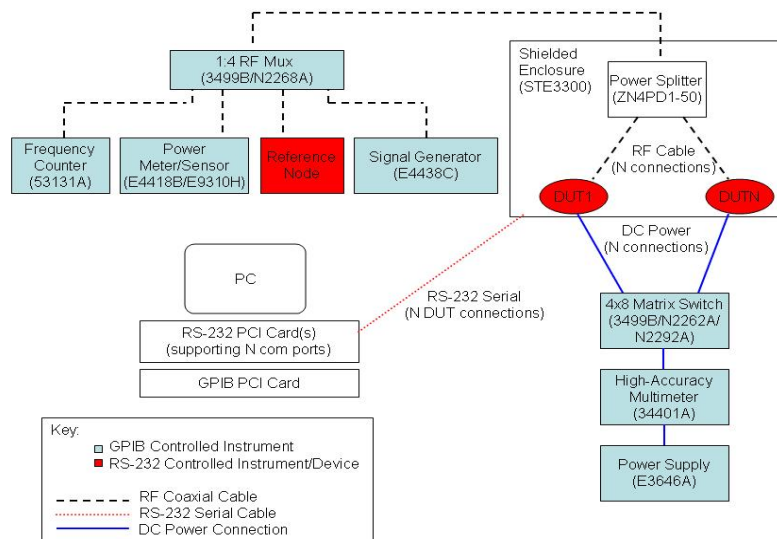 1:4 RF Mux
(3499B/N2268A)
Shielded
Enclosure
(STE3300)
Power Splitter
(ZN4PD1-50)
Frequency
Counter
(53131A)
Power
Meter/Sensor
(E4418B/E9310H)
Reference
Node
Signal Generator
(E4438C)
RF Cable
(N connections)
DUT1
DUTN
DC Power
(N connections)
PC
RS-232 Serial
(N DUT connections)
RS-232 PCI Card(s)
(supporting N com ports)
GPIB PCI Card
4x8 Matrix Switch
(3499B/N2262A/
N2292A)
High-Accuracy
Multimeter
(34401A)
Power Supply
(E3646A)
Key:
GPIB Controlled Instrument
RS-232 Controlled Instrument/Device
RF Coaxial Cable
RS-232 Serial Cable
DC Power Connection